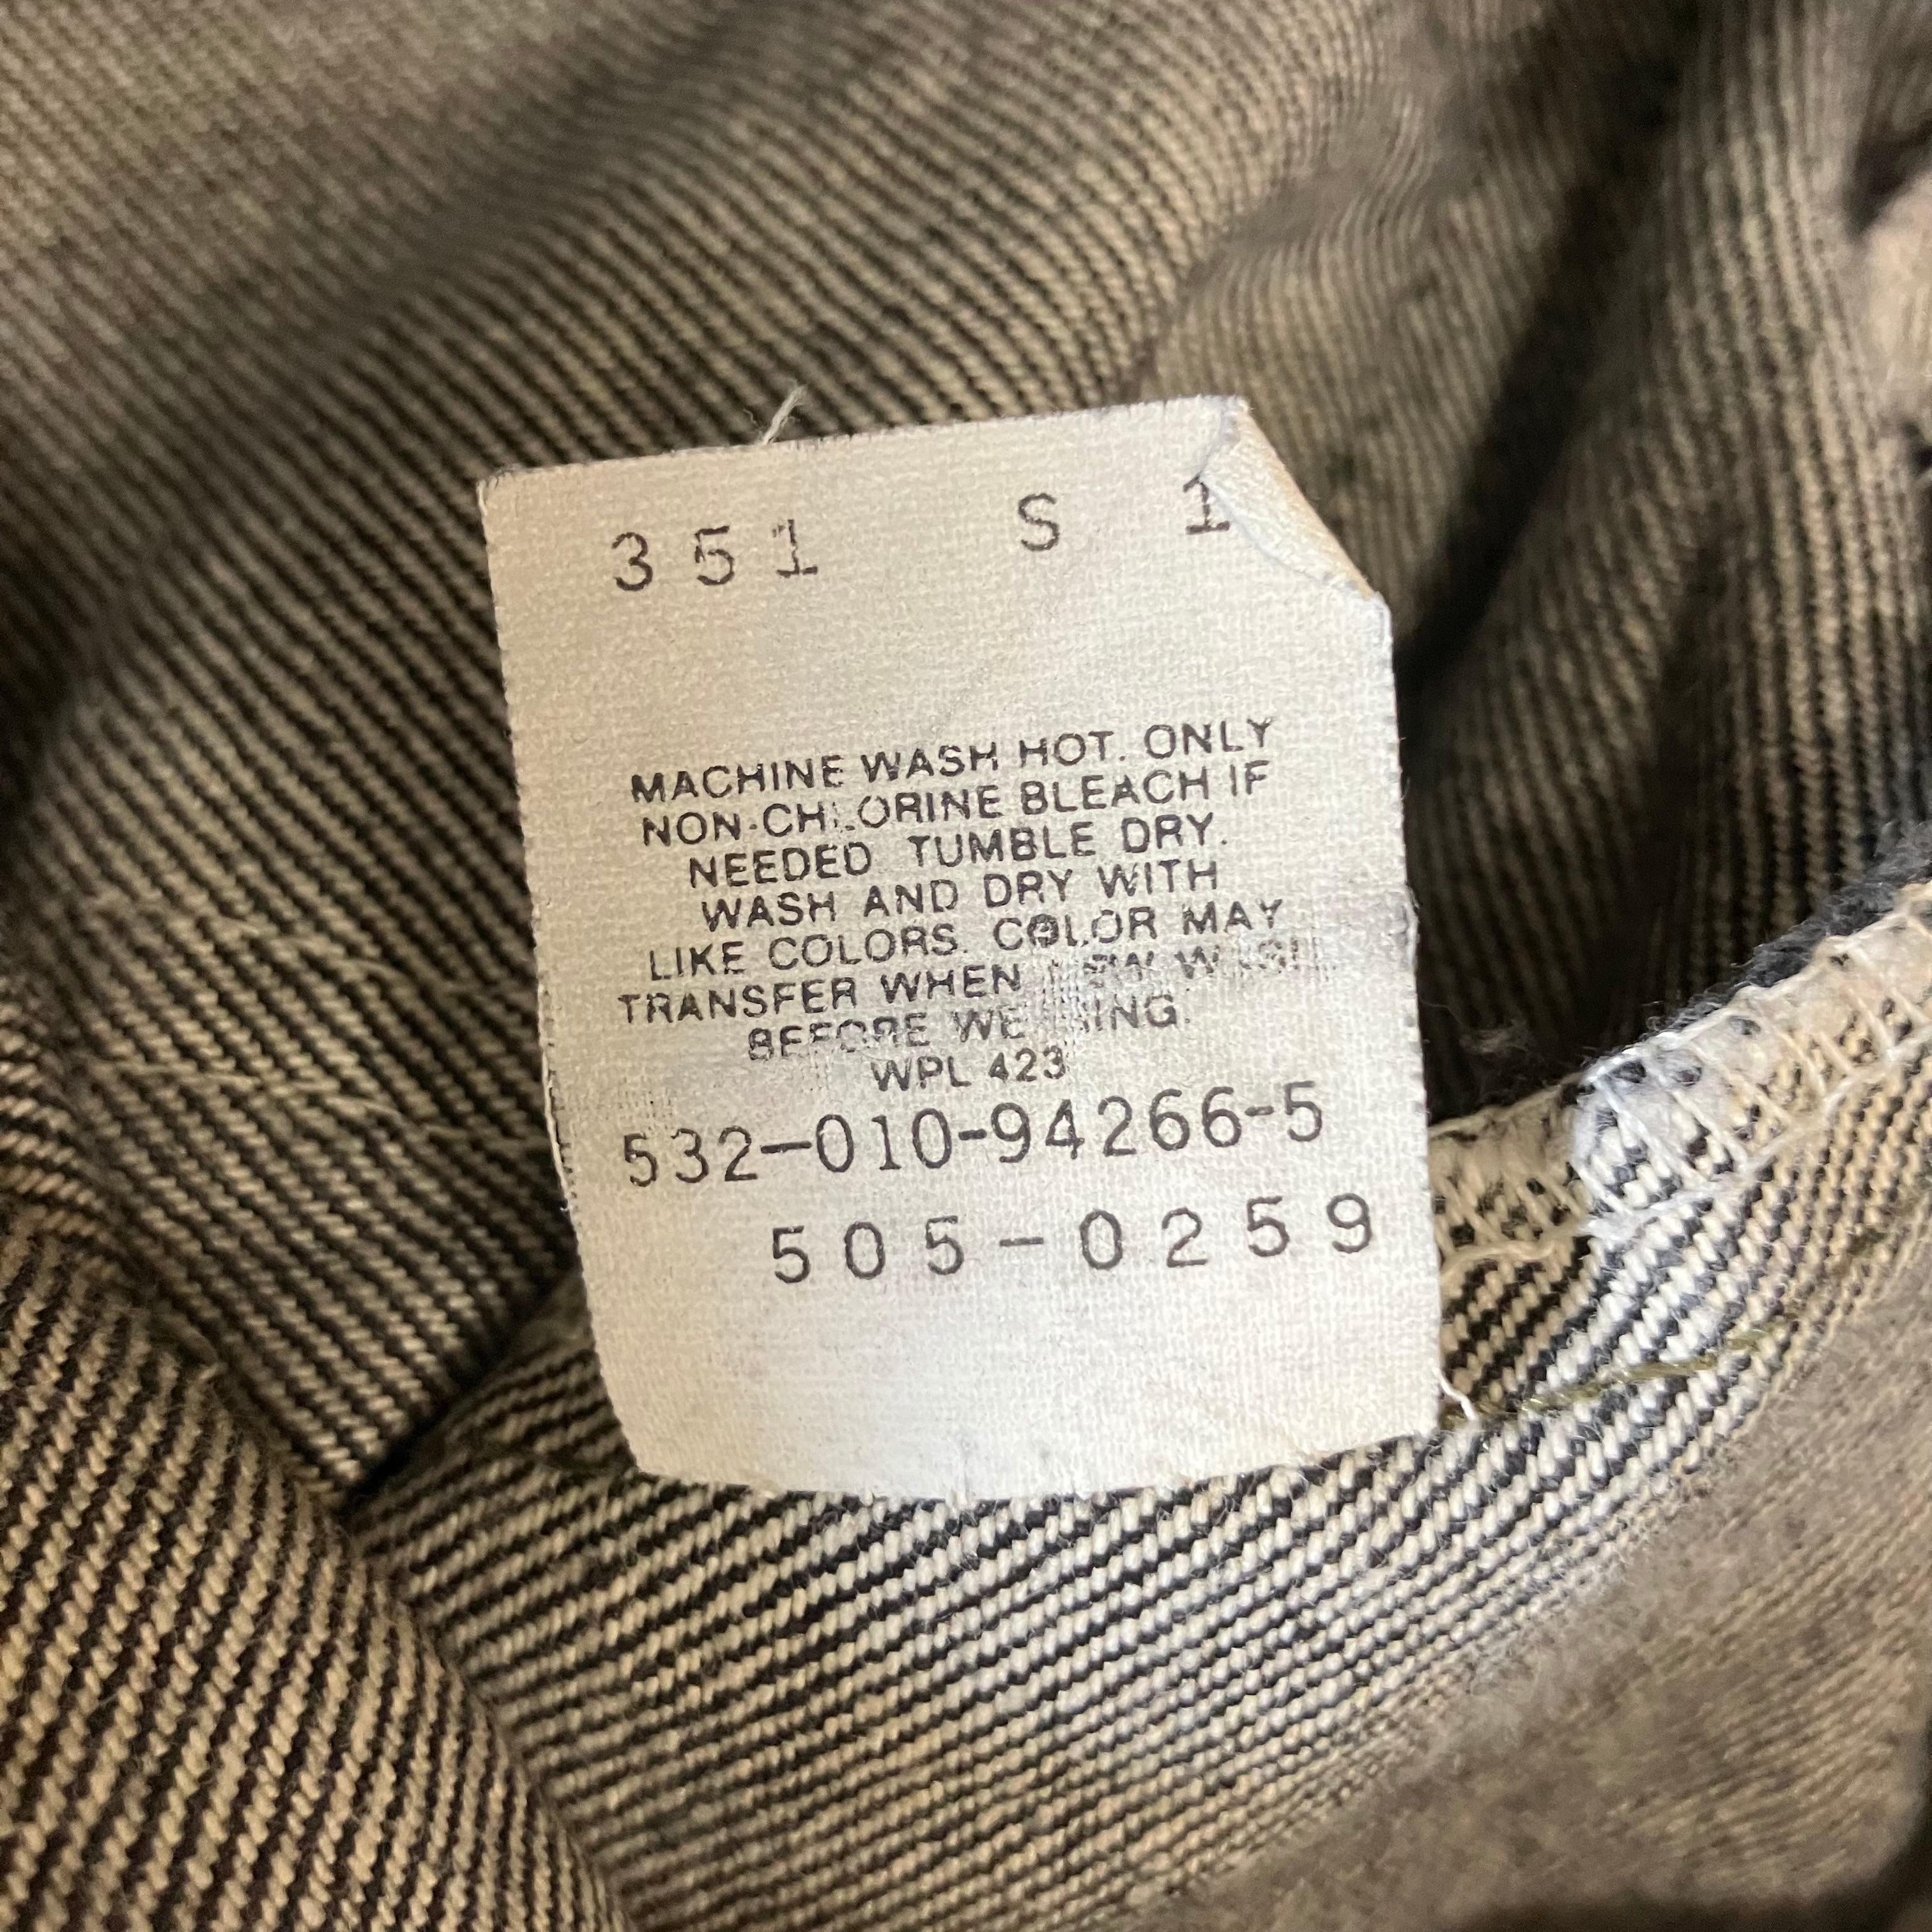 351 S 1
MACHINE WASH HOT. ONLY
NON-CHLORINE BLEACH IF
NEEDED TUMBLE DRY.
WASH AND DRY WITH
LIKE COLORS. COLOR MAY
TRANSFER WHEN
BEFORE
WPL 423
532-010-94266-5
505-0259